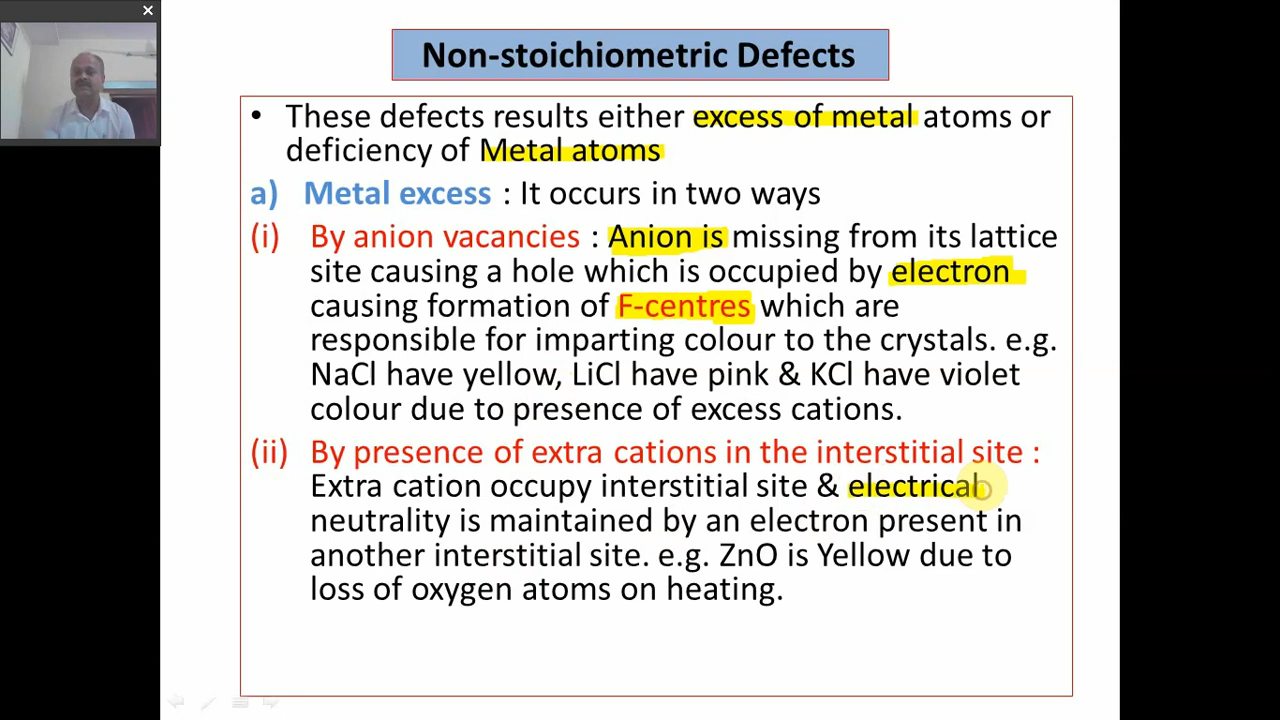 Non-stoichiometric Defects
• These defects results either excess of metal atoms or
deficiency of Metal atoms
a) Metal excess : It occurs in two ways
(i) By anion vacancies : Anion is missing from its lattice
site causing a hole which is occupied by electron
causing formation of F-centres which are
responsible for imparting colour to the crystals. e.g.
NaCl have yellow, LiCl have pink & KCl have violet
colour due to presence of excess cations.
(ii) By presence of extra cations in the interstitial site :
Extra cation occupy interstitial site & electrical
neutrality is maintained by an electron present in
another interstitial site. e.g. ZnO is Yellow due to
loss of oxygen atoms on heating.